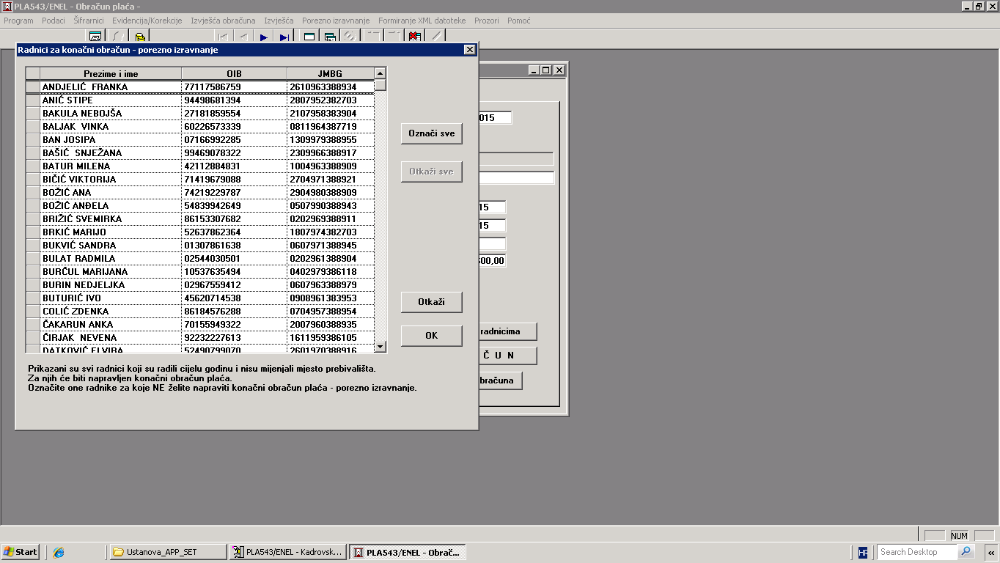 PLA543/ENEL - Obračun plaća -
Program Podaci Šifrarnici Evidencija/Korekcije Izvješća obračuna Izvješća Porezno izravnanje Formiranje XML datoteke Prozori Pomoć
Radnici za konačni obračun - porezno izravnanje
Prezime i ime OIB JMBG
ANDJELIĆ FRANKA 77117586759 2610963388934
ANIĆ STIPE 94498681394 2807952382703
BAKULA NEBOJŠA 27181859554 2107958383904
BALJAK VINKA 60226573339 0811964387719
BAN JOSIPA 07166992285 1309979388955
BAŠIĆ SNJEŽANA 99469078322 2309966388917
BATUR MILENA 42112884831 1004963388909
BIČIĆ VIKTORIJA 71419679088 2704971388921
BOŽIĆ ANA 74219229787 2904980388909
BOŽIĆ ANĐELA 54839942649 0507990388943
BRIŽIĆ SVEMIRKA 86153307682 0202969388911
BRKIĆ MARIJO 52637862364 1807974382703
BUKVIĆ SANDRA 01307861638 0607971388945
BULAT RADMILA 02544030501 0202961388904
BURČUL MARIJANA 10537635494 0402979386118
BURIN NEDJELJKA 02967559412 0607963388979
BUTURIĆ IVO 45620714538 0908961383953
COLIĆ ZDENKA 86184576288 0704957388954
ČAKARUN ANKA 70155949322 2007960388935
ČIRJAK NEVENA 92232227613 1611959386105
DATKOVIĆ ELVIRA 52490799070 2601970388916
Označi sve
Otkaži sve
Otkaži
OK
015
15
15
500,00
radnicima
Č U N
bračuna
Prikazani su svi radnici koji su radili cijelu godinu i nisu mijenjali mjesto prebivališta.
Za njih će biti napravljen konačni obračun plaća.
Označite one radnike za koje NE želite napraviti konačni obračun plaća - porezno izravnanje.
NUM
Start Ustanova_APP_SET PLA543/ENEL - Kadrovsk... PLA543/ENEL - Obrač... HR Search Desktop «